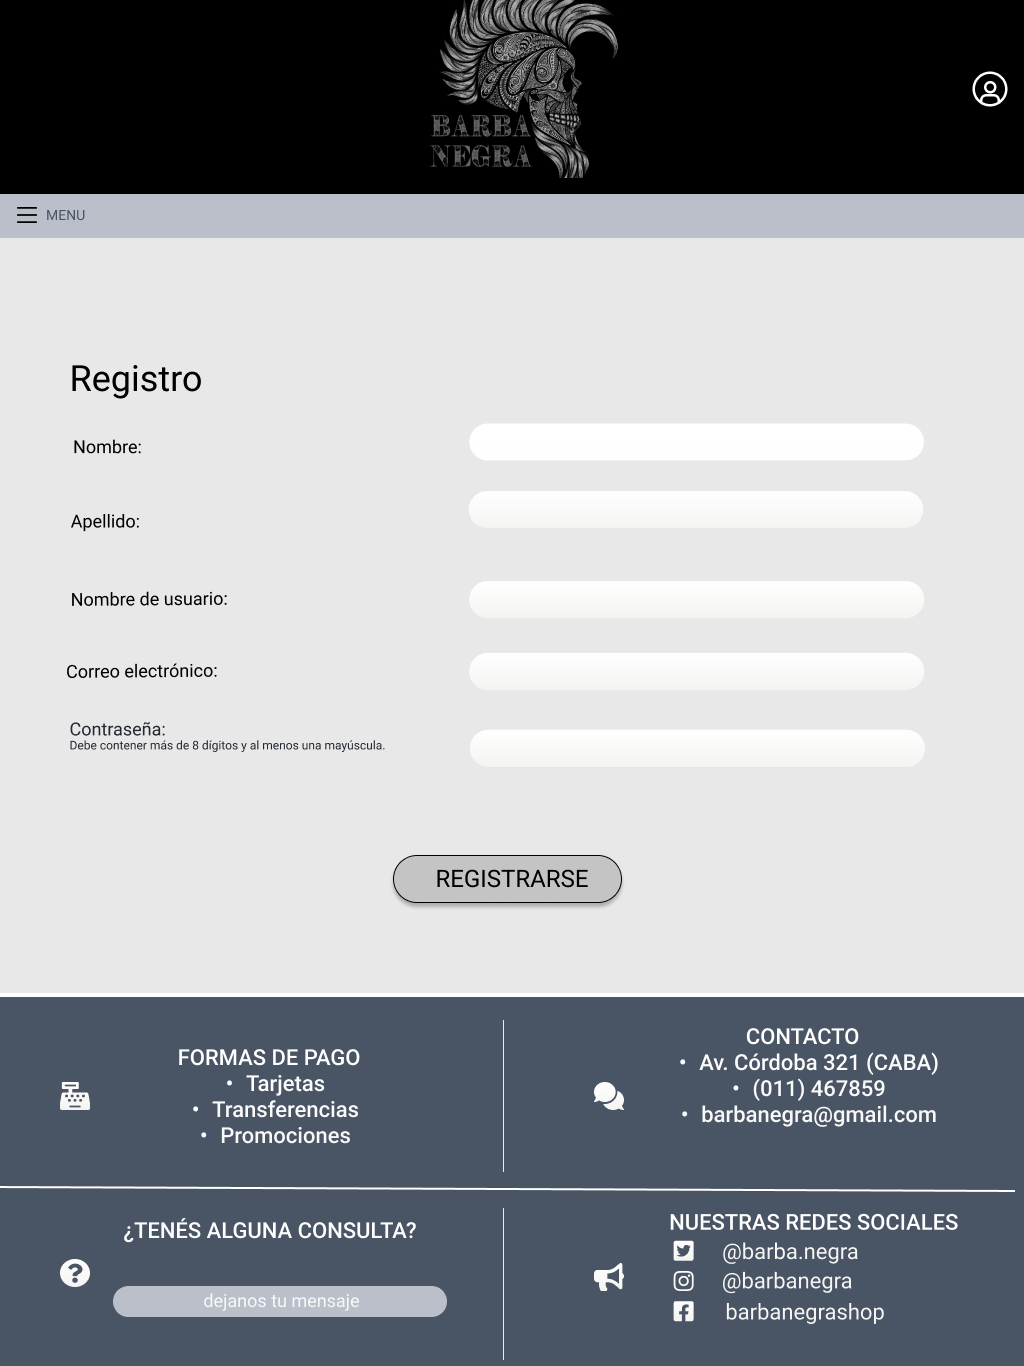 BARBA
NEGRA
MENU
Registro
Nombre:
Apellido:
Nombre de usuario:
Correo electrónico:
Contraseña:
Debe contener más de 8 dígitos y al menos una mayúscula.
REGISTRARSE
FORMAS DE PAGO
• Tarjetas
• Transferencias
• Promociones
CONTACTO
• Av. Córdoba 321 (CABA)
• (011) 467859
• barbanegra@gmail.com
¿TENÉS ALGUNA CONSULTA?
dejanos tu mensaje
NUESTRAS REDES SOCIALES
@barba.negra
@barbanegra
barbanegrashop